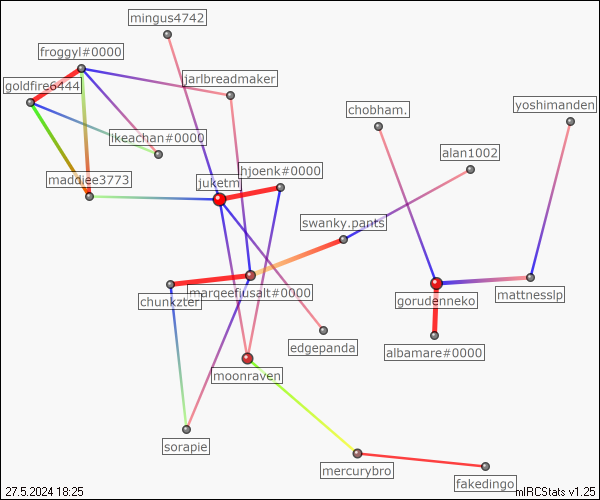 mingus4742
froggyl#0000
jarlbreadmaker
goldfire6444
yoshimanden
chobham.
ikeachan#0000
alan1002
hjoenk#0000
maddiee3773
juketm
swanky.pants
marqeefiusalt#0000
mattnesslp
chunkzter
gorudenneko
edgepanda
albamare#0000
moonraven
sorapie
mercurybro
fakedingo
27.5.2024 18:25
mIRCStats v1.25